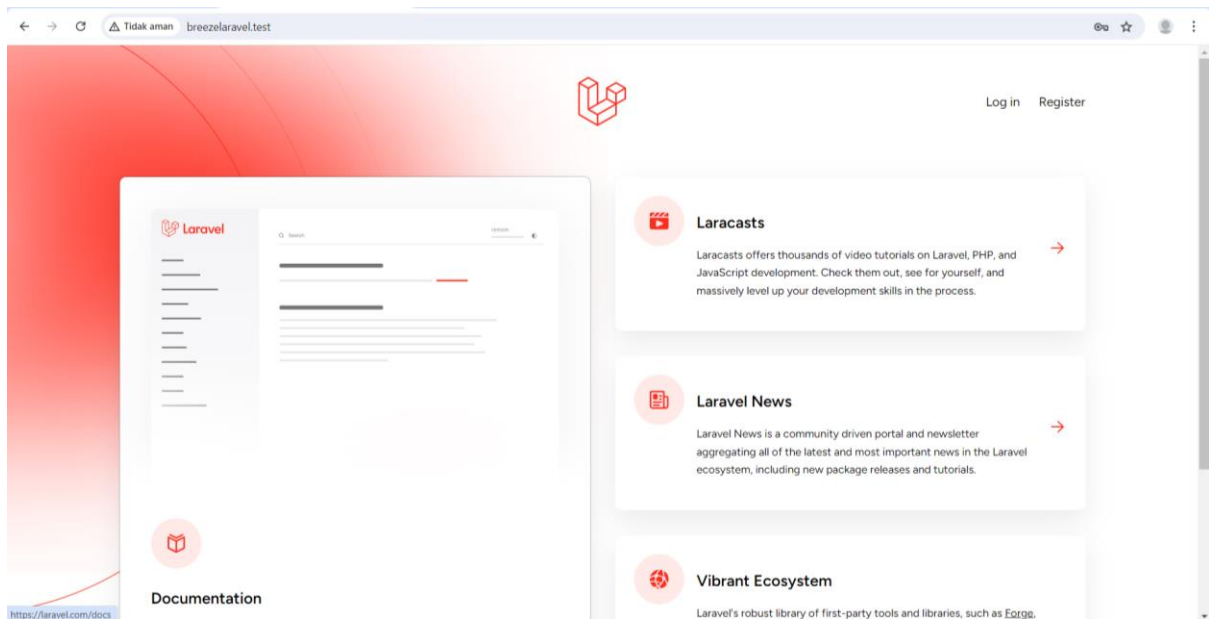 Tidak aman
breezelaravel.test
Log in Register
Laravel
Search
Laracasts
Laracasts offers thousands of video tutorials on Laravel, PHP, and
JavaScript development. Check them out, see for yourself, and
massively level up your development skills in the process.
Laravel News
Laravel News is a community driven portal and newsletter
aggregating all of the latest and most important news in the Laravel
ecosystem, including new package releases and tutorials.
Documentation
Vibrant Ecosystem
Laravel's robust library of first-party tools and libraries, such as Forge,
https://laravel.com/docs